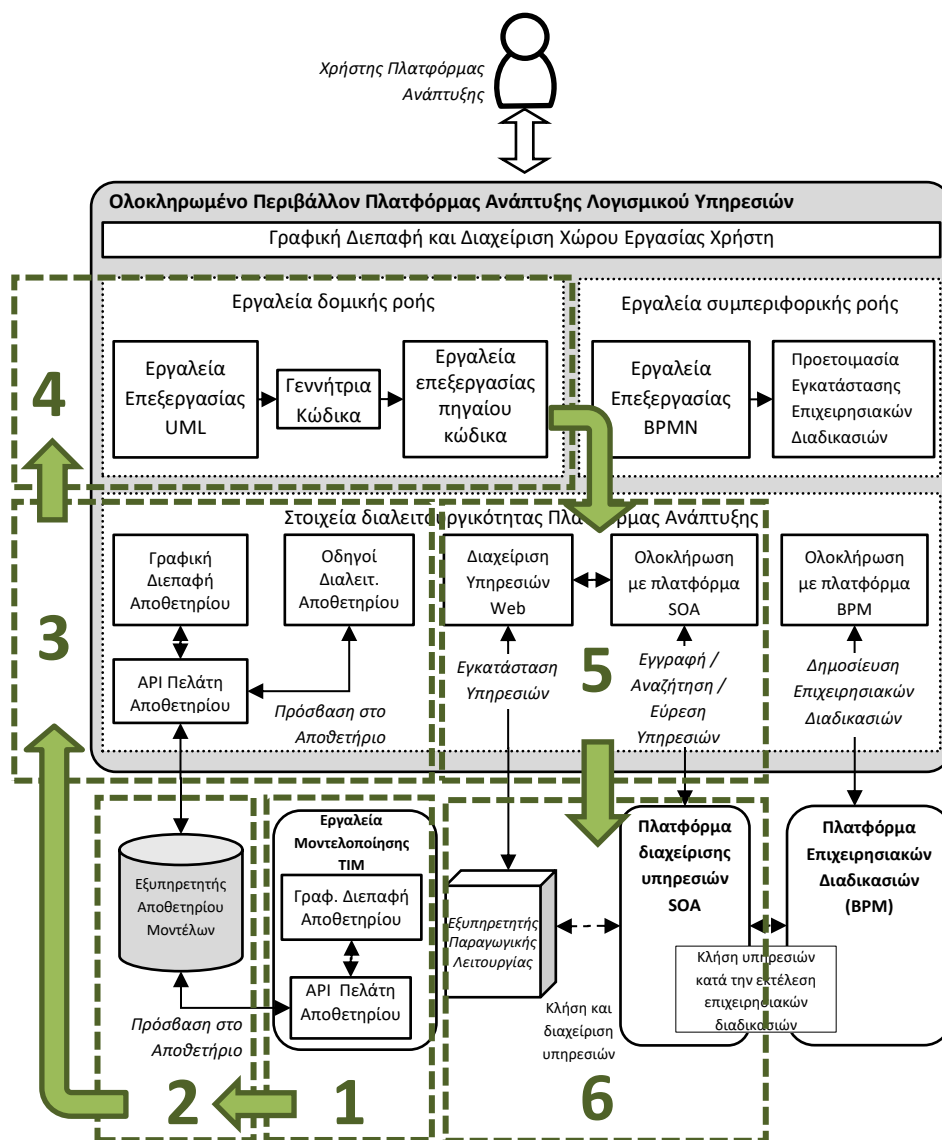 Χρήστης Πλατφόρμας
Ανάπτυξης
Ολοκληρωμένο Περιβάλλον Πλατφόρμας Ανάπτυξης Λογισμικού Υπηρεσιών
Γραφική Διεπαφή και Διαχείριση Χώρου Εργασίας Χρήστη
Εργαλεία δομικής ροής
Εργαλεία
Επεξεργασίας
UML
Γεννήτρια
Κώδικα
Εργαλεία
επεξεργασίας
πηγαίου
κώδικα
4
Εργαλεία συμπεριφορικής ροής
Εργαλεία
Επεξεργασίας
BPMN
Προετοιμασία
Εγκατάστασης
Επιχειρησιακών
Διαδικασιών
Στοιχεία διαλειτουργικότητας Πλατφόρμας Ανάπτυξης
Γραφική
Διεπαφή
Αποθετηρίου
Οδηγοί
Διαλειτ.
Αποθετηρίου
3
API Πελάτη
Αποθετηρίου
Πρόσβαση στο
Αποθετήριο
Διαχείριση
Υπηρεσιών
Web
Ολοκλήρωση
με πλατφόρμα
SOA
Ολοκλήρωση
με πλατφόρμα
BPM
Εγκατάσταση
Υπηρεσιών
5
Εγγραφή /
Αναζήτηση /
Εύρεση
Υπηρεσιών
Δημοσίευση
Επιχειρησιακών
Διαδικασιών
Εξυπηρετητής
Αποθετηρίου
Μοντέλων
Πρόσβαση στο
Αποθετήριο
2
Εργαλεία
Μοντελοποίησης
TIM
Γραφ. Διεπαφή
Αποθετηρίου
API Πελάτη
Αποθετηρίου
1
Εξυπηρετητής
Παραγωγικής
Λειτουργίας
Κλήση και
διαχείριση
υπηρεσιών
Πλατφόρμα
διαχείρισης
υπηρεσιών
SOA
6
Πλατφόρμα
Επιχειρησιακών
Διαδικασιών
(BPM)
Κλήση υπηρεσιών
κατά την εκτέλεση
επιχειρησιακών
διαδικασιών